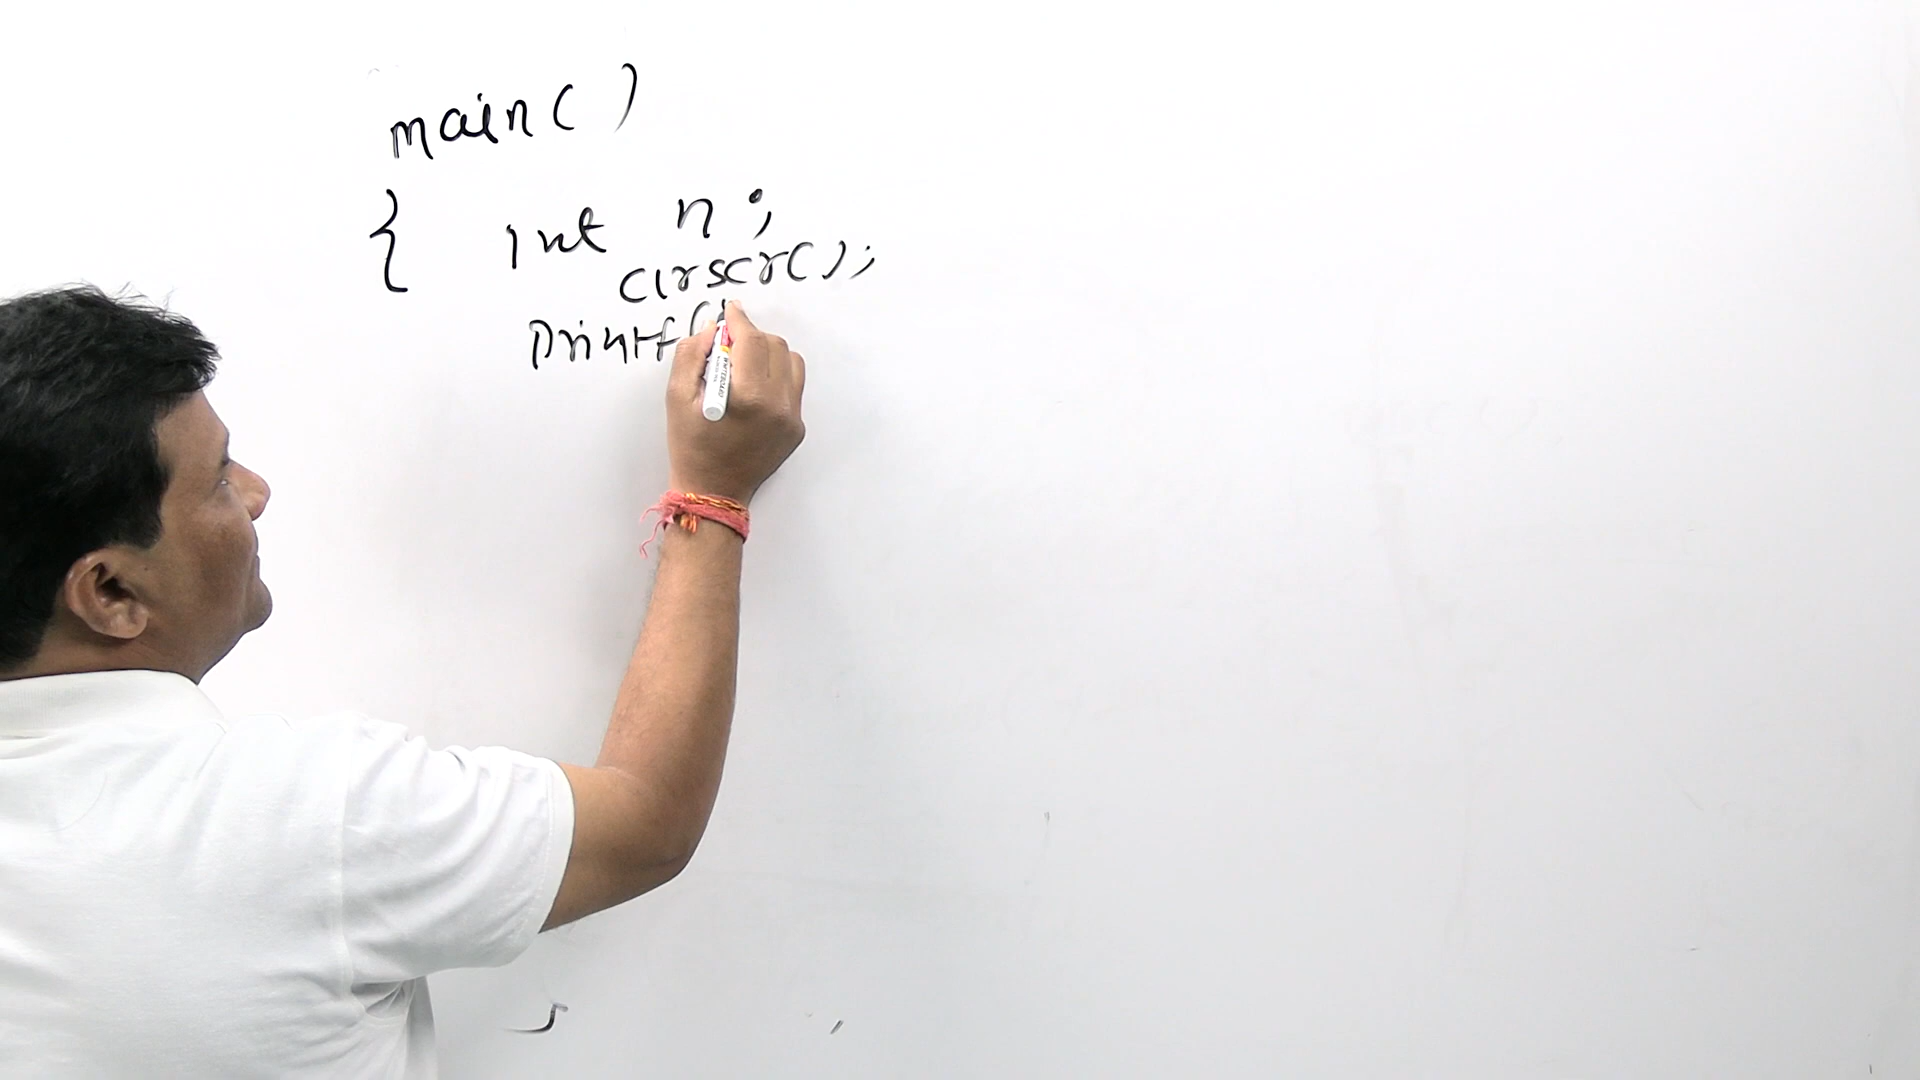 main( )
{ int n ;
clrscr( );
printf("